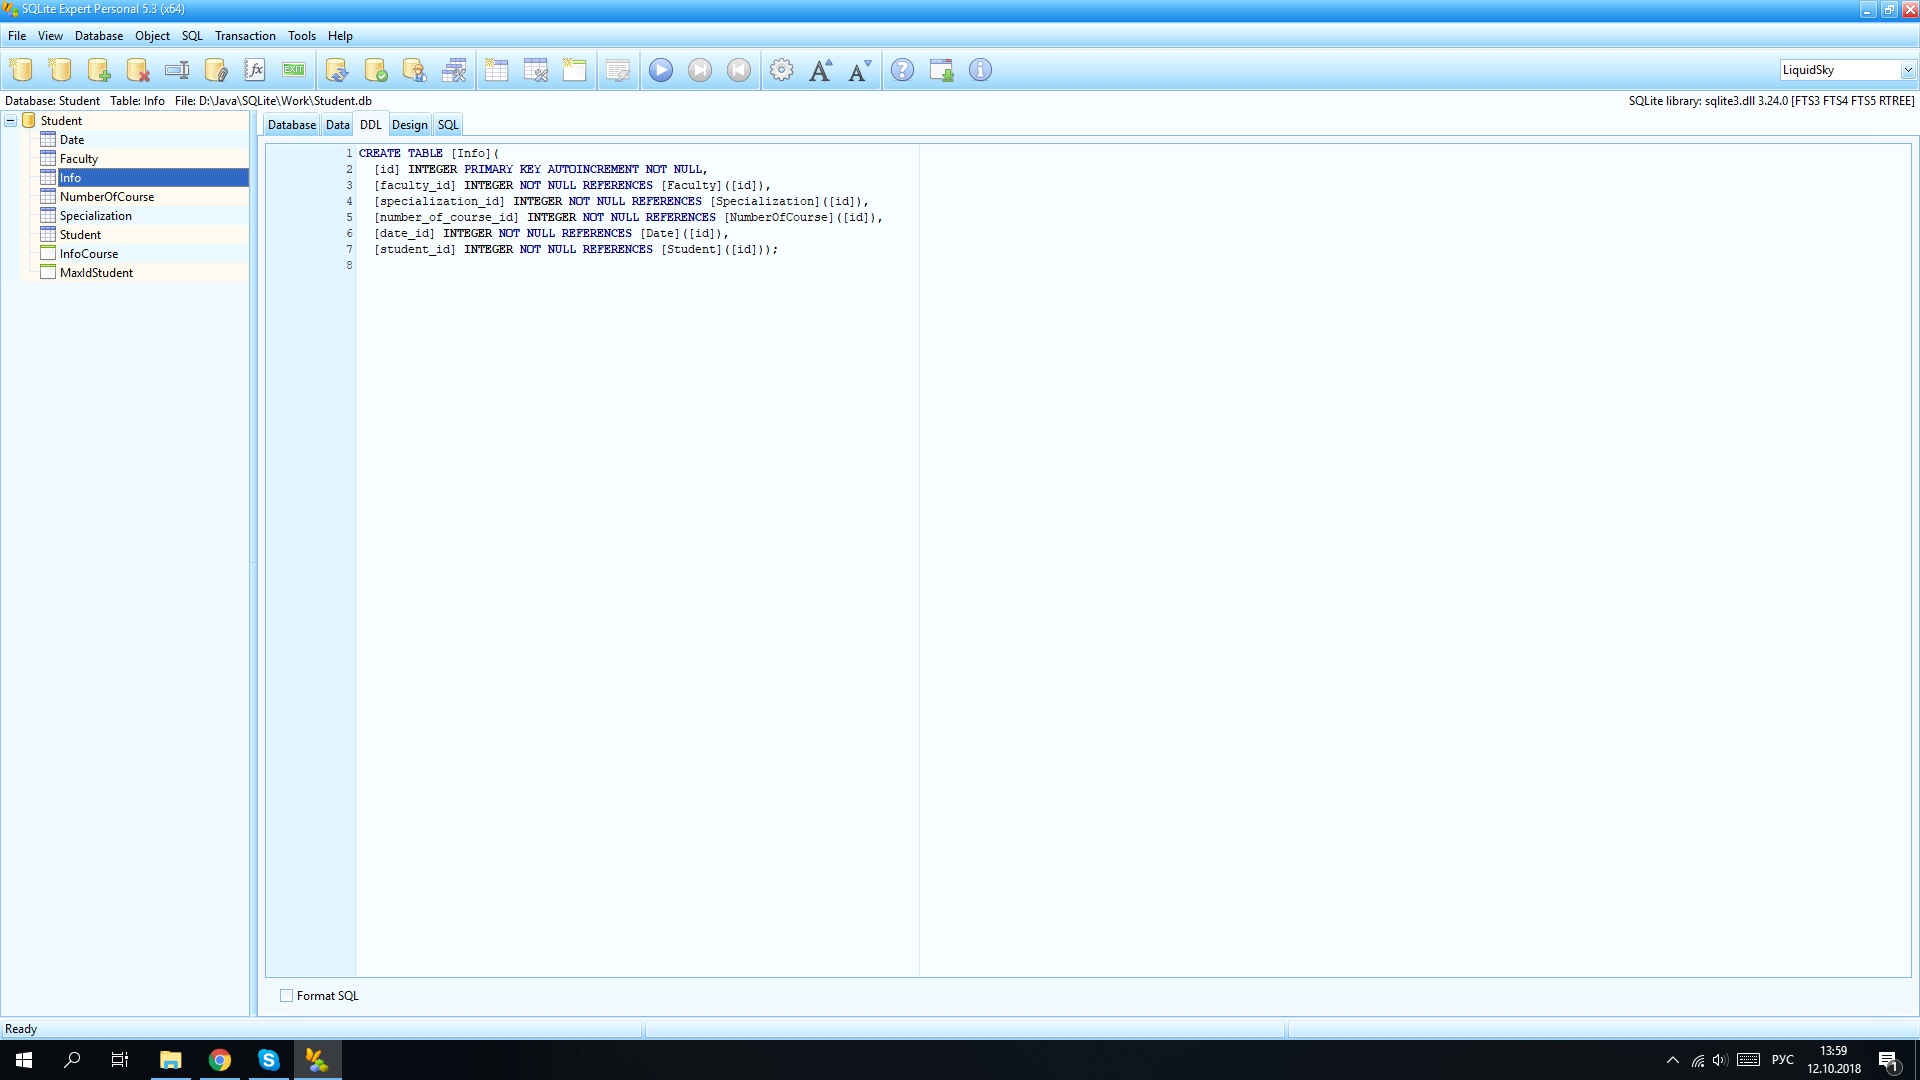 SQLite Expert Personal 5.3 (x64)
File View Database Object SQL Transaction Tools Help
fx EXIT A A ? i LiquidSky
Database: Student Table: Info File: D:\Java\SQLite\Work\Student.db SQLite library: sqlite3.dll 3.24.0 [FTS3 FTS4 FTS5 RTREE]
Student
Date
Faculty
Info
NumberOfCourse
Specialization
Student
InfoCourse
MaxIdStudent
Database Data DDL Design SQL
1 CREATE TABLE [Info](
2 [id] INTEGER PRIMARY KEY AUTOINCREMENT NOT NULL,
3 [faculty_id] INTEGER NOT NULL REFERENCES [Faculty]([id]),
4 [specialization_id] INTEGER NOT NULL REFERENCES [Specialization]([id]),
5 [number_of_course_id] INTEGER NOT NULL REFERENCES [NumberOfCourse]([id]),
6 [date_id] INTEGER NOT NULL REFERENCES [Date]([id]),
7 [student_id] INTEGER NOT NULL REFERENCES [Student]([id]));
8
Format SQL
Ready
РУС 13:59
12.10.2018
1